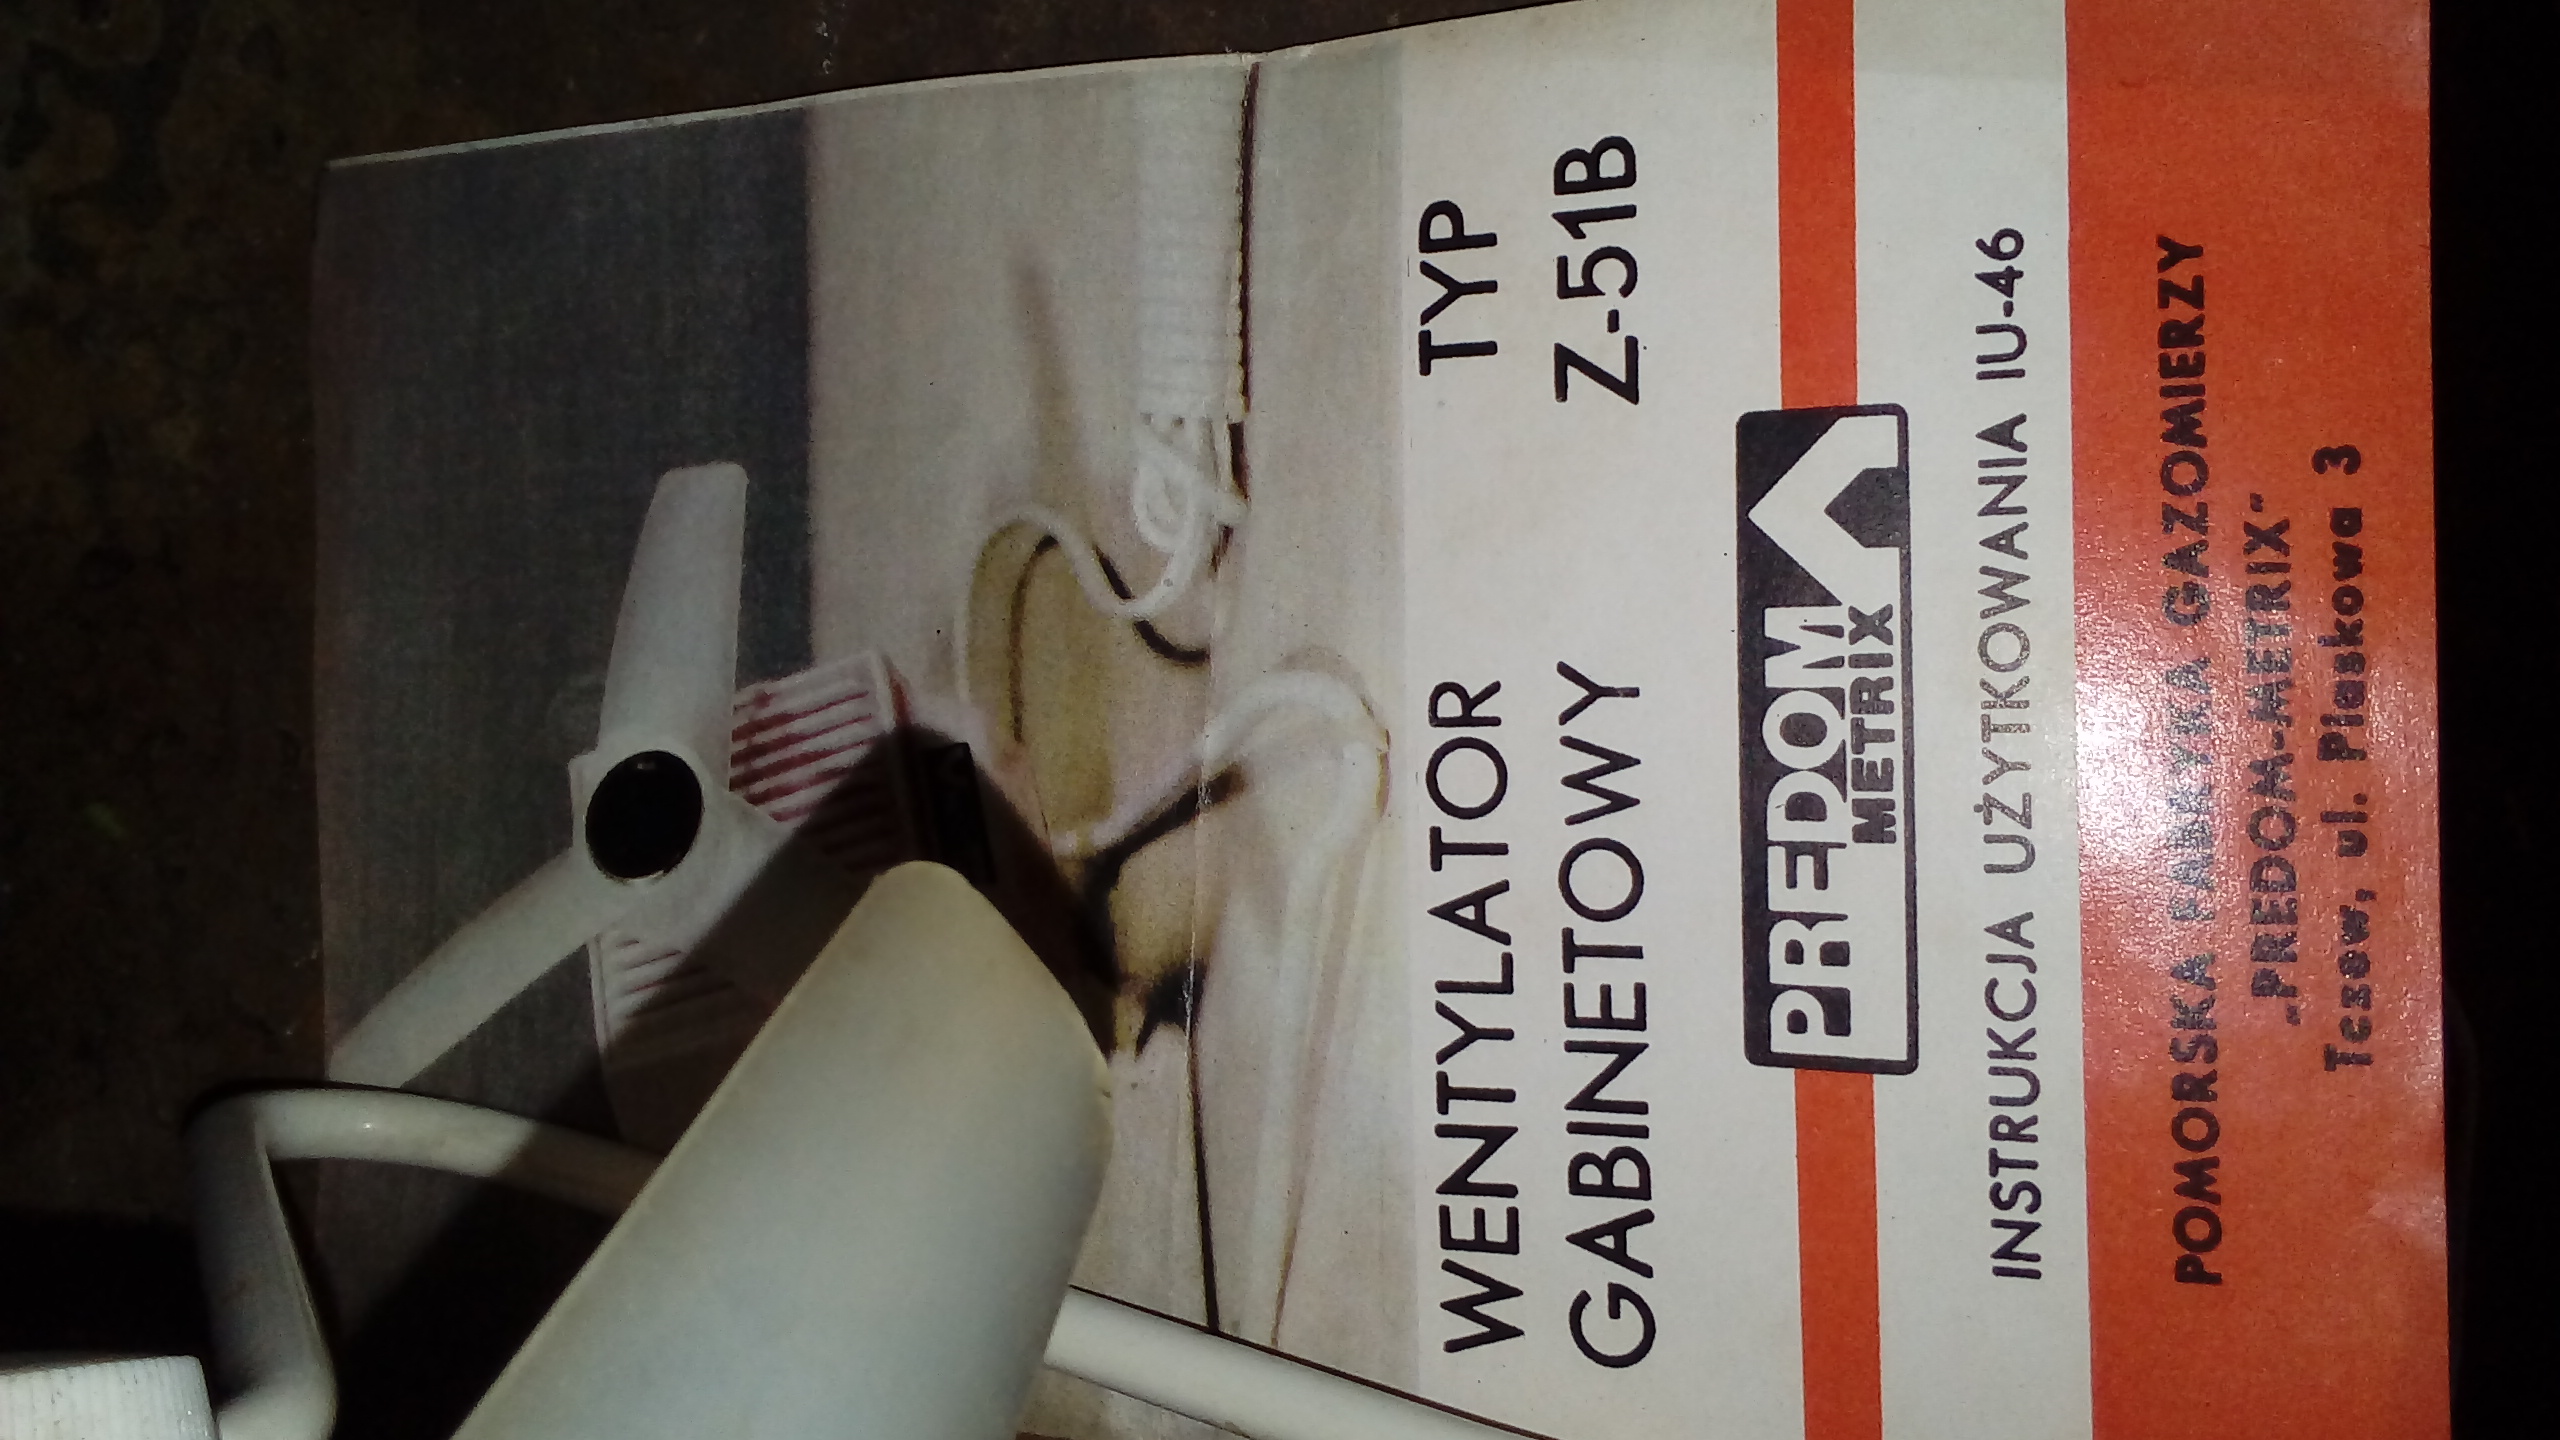 WENTYLATOR TYP
GABINETOWY Z-51B
PREDOM
METRIX
INSTRUKCJA UŻYTKOWANIA IU-46
POMORSKA FABRYKA GAZOMIERZY
„PREDOM-METRIX”
Tczew, ul. Piaskowa 3